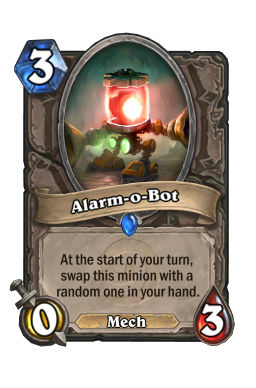 3
Alarm-o-Bot
At the start of your turn,
swap this minion with a
random one in your hand.
0
Mech
3